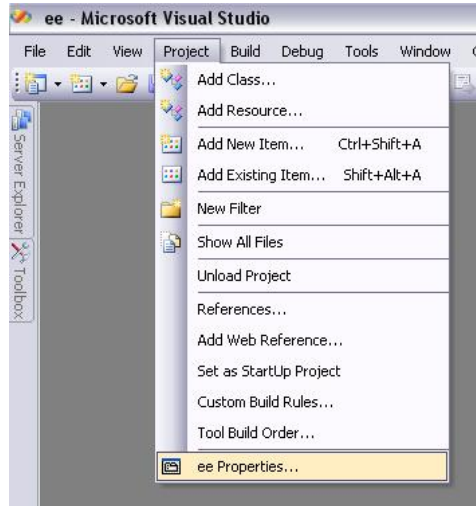 ee - Microsoft Visual Studio
File Edit View Project Build Debug Tools Window
Add Class...
Add Resource...
Add New Item... Ctrl+Shift+A
Add Existing Item... Shift+Alt+A
New Filter
Show All Files
Unload Project
References...
Add Web Reference...
Set as StartUp Project
Custom Build Rules...
Tool Build Order...
ee Properties...
Server Explorer
Toolbox